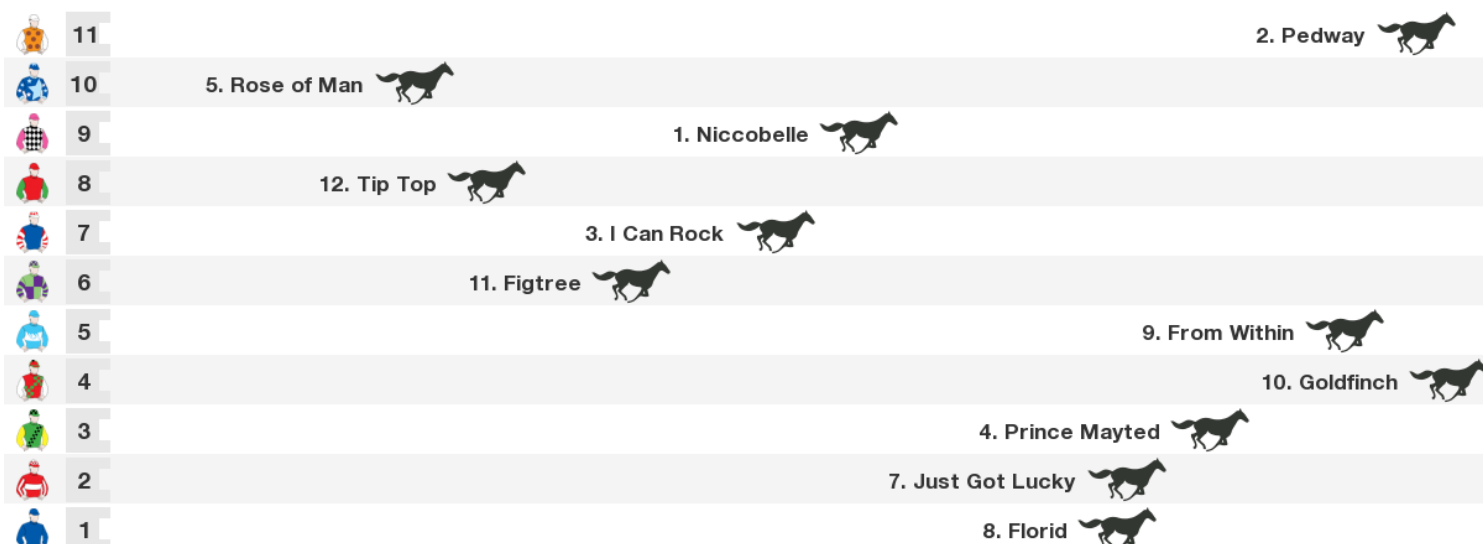 11 2. Pedway
10 5. Rose of Man
9 1. Niccobelle
8 12. Tip Top
7 3. I Can Rock
6 11. Figtree
5 9. From Within
4 10. Goldfinch
3 4. Prince Mayted
2 7. Just Got Lucky
1 8. Florid